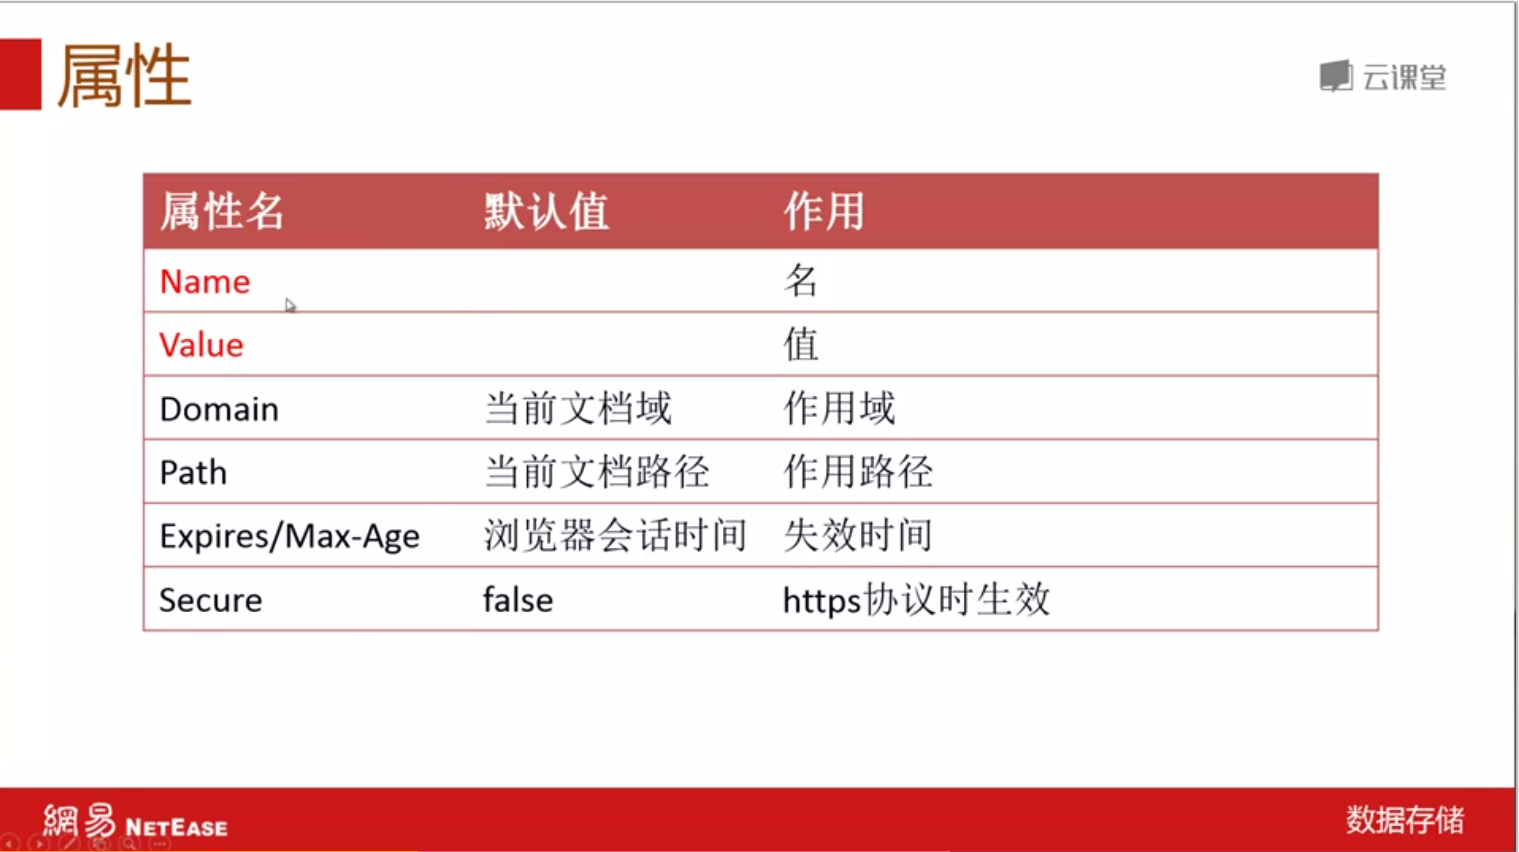 属性
云课堂
属性名 默认值 作用
Name 名
Value 值
Domain 当前文档域 作用域
Path 当前文档路径 作用路径
Expires/Max-Age 浏览器会话时间 失效时间
Secure false https协议时生效
網易 NETEASE
数据存储